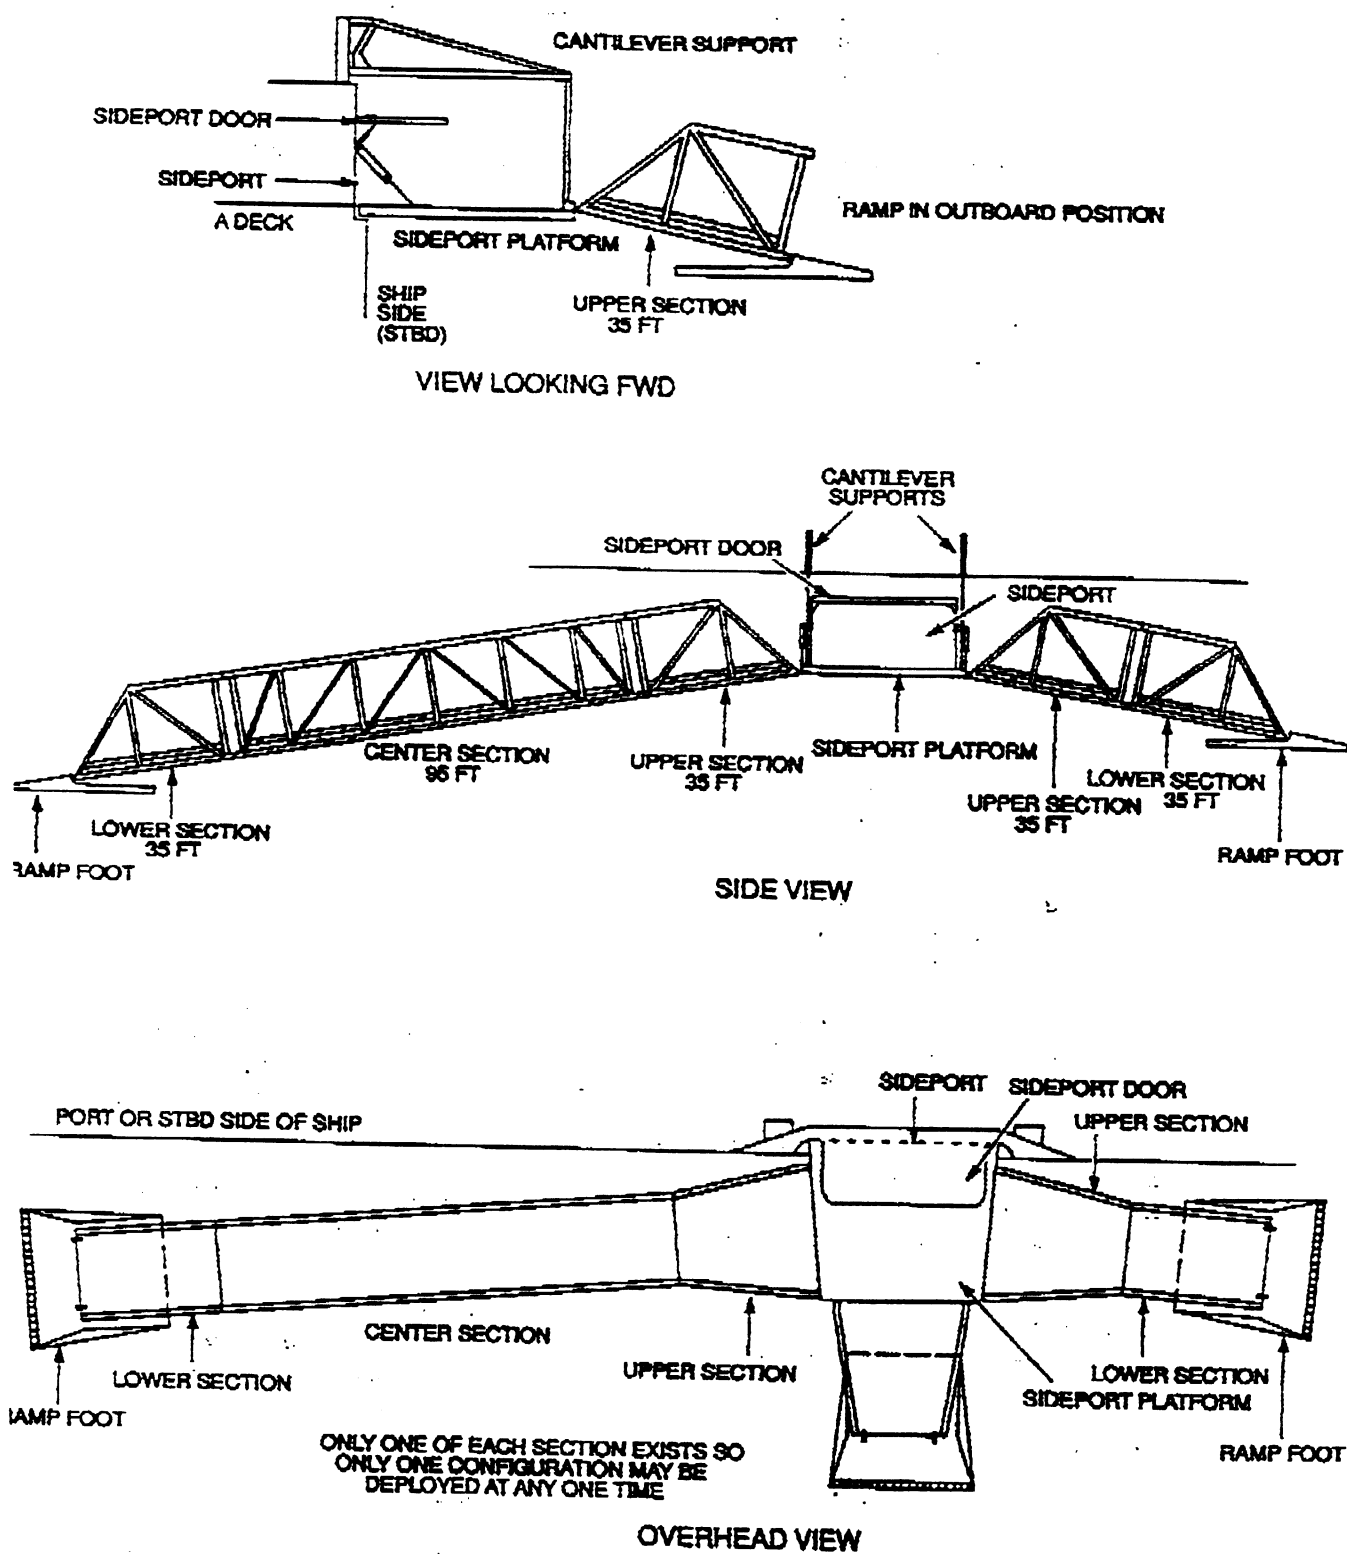 CANTILEVER SUPPORT
SIDEPORT DOOR
SIDEPORT
A DECK
SIDEPORT PLATFORM
RAMP IN OUTBOARD POSITION
SHIP
SIDE
(STBD)
UPPER SECTION
35 FT
VIEW LOOKING FWD
CANTILEVER
SUPPORTS
SIDEPORT DOOR
SIDEPORT
CENTER SECTION
95 FT
UPPER SECTION
35 FT
SIDEPORT PLATFORM
LOWER SECTION
35 FT
UPPER SECTION
35 FT
LOWER SECTION
35 FT
RAMP FOOT
RAMP FOOT
SIDE VIEW
SIDEPORT
SIDEPORT DOOR
UPPER SECTION
PORT OR STBD SIDE OF SHIP
CENTER SECTION
LOWER SECTION
UPPER SECTION
LOWER SECTION
SIDEPORT PLATFORM
RAMP FOOT
RAMP FOOT
ONLY ONE OF EACH SECTION EXISTS SO
ONLY ONE CONFIGURATION MAY BE
DEPLOYED AT ANY ONE TIME
OVERHEAD VIEW